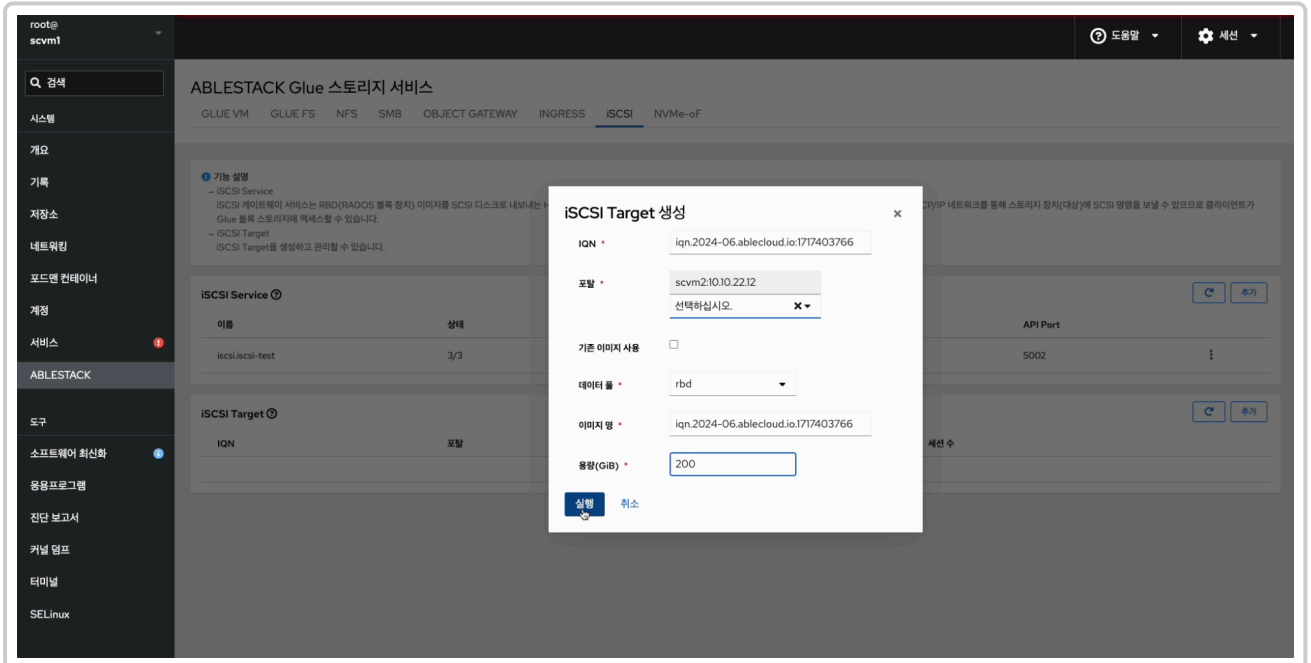 root@
scvm1
도움말
세션
검색
시스템
개요
기록
저장소
네트워킹
포드맨 컨테이너
계정
서비스
ABLESTACK
도구
소프트웨어 최신화
응용프로그램
진단 보고서
커널 덤프
터미널
SELinux
ABLESTACK Glue 스토리지 서비스
GLUE VM GLUE FS NFS SMB OBJECT GATEWAY INGRESS iSCSI NVMe-oF
기능 설명
– iSCSI Service
iSCSI 게이트웨이 서비스는 RBD(RADOS 블록 장치) 이미지를 SCSI 디스크로 내보내는 CP/IP 네트워크를 통해 스토리지 장치(대상)에 SCSI 명령을 보낼 수 있으므로 클라이언트가
Glue 블록 스토리지에 액세스할 수 있습니다.
– iSCSI Target
iSCSI Target을 생성하고 관리할 수 있습니다.
iSCSI Service
추가
이름 상태 API Port
iscsi.iscsi-test 3/3 5002
iSCSI Target
추가
IQN 포탈 세션 수
iSCSI Target 생성
IQN * iqn.2024-06.ablecloud.io:1717403766
포탈 * scvm2:10.10.22.12
선택하십시오.
기존 이미지 사용
데이터 풀 * rbd
이미지 명 * iqn.2024-06.ablecloud.io.1717403766
용량(GiB) * 200
실행 취소